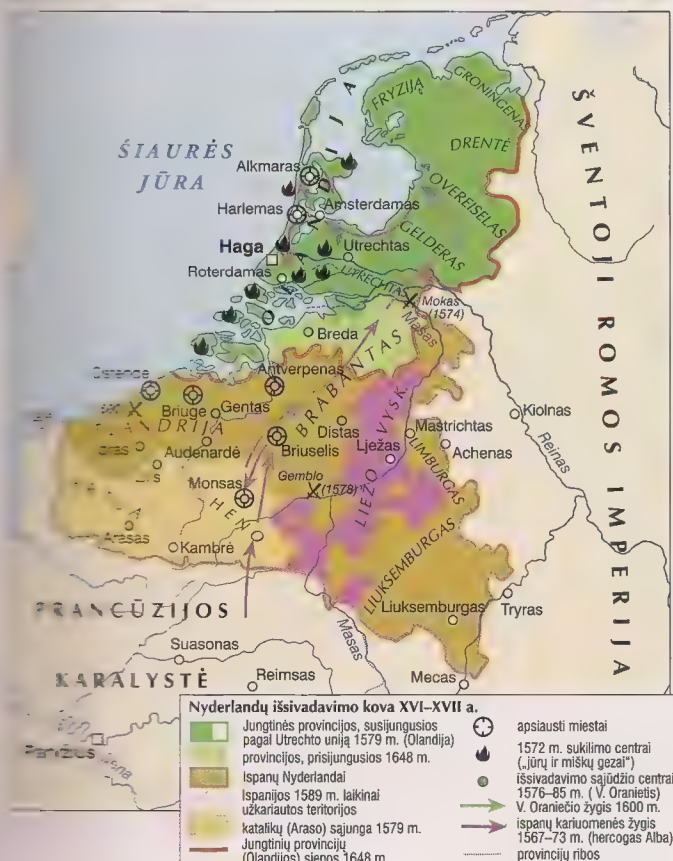 ŠIAURĖS
JŪRA
FRYZIJA
GRONINGENAS
DRENTĖ
OVEREISELAS
GELDERAS
Alkmaras
Harlemas
Amsterdamas
Haga
Utrechtas
Roterdamas
UTRECHTAS
Mokas
(1574)
Masas
Breda
Antverpenas
BRABANTAS
Briuge
Gentas
Audenardė
Distas
Briuselis
Mastrichtas
Lježas
Achenas
Kiolnas
Reinas
LIMBURGAS
LIEŽO VYSK.
Monsas
Gemblo
(1578)
Arasas
Kambrė
LIUKSEMBURGAS
Liuksemburgas
Tryras
ŠVENTOJI ROMOS IMPERIJA
PRANCŪZIJOS
KARALYSTĖ
Suasonas
Reimsas
Masas
Mecas
Paryžius
Nyderlandų išsivadavimo kova XVI–XVII a.
Jungtinės provincijos, susijungusios
pagal Utrechto uniją 1579 m. (Olandija)
provincijos, prisijungusios 1648 m.
Ispanų Nyderlandai
Ispanijos 1589 m. laikinai
užkariautos teritorijos
katalikų (Araso) sąjunga 1579 m.
Jungtinių provincijų
(Olandijos) sienos 1648 m.
apsiausti miestai
1572 m. sukilimo centrai
(„jūrų ir miškų gezai“)
išsivadavimo sąjūdžio centrai
1576–85 m. ( V. Oranietis)
V. Oraniečio žygis 1600 m.
ispanų kariuomenės žygis
1567–73 m. (hercogas Alba)
provincijų ribos